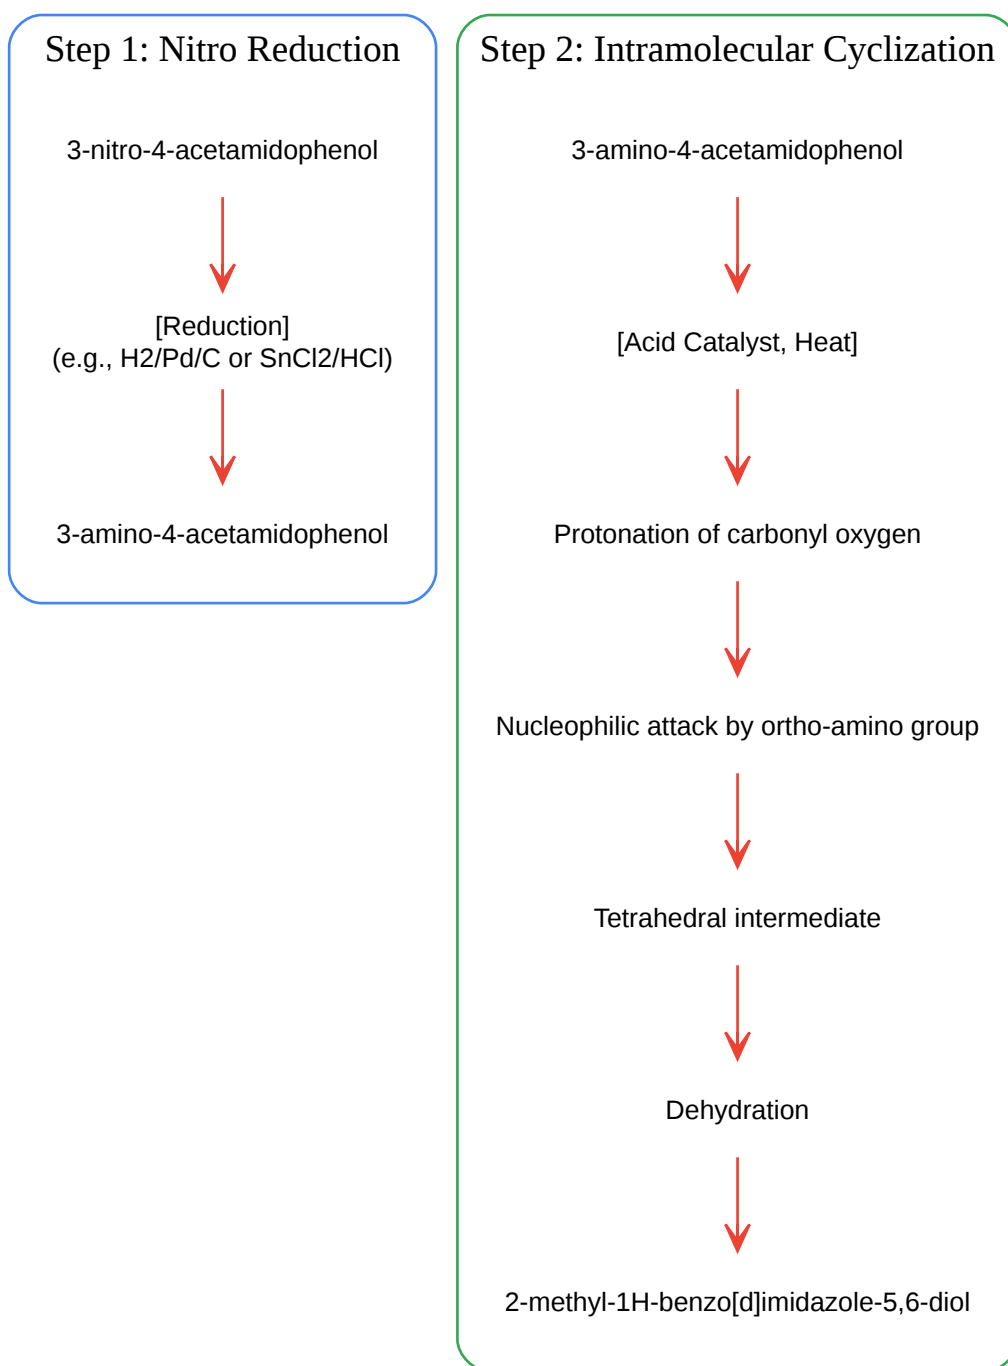 Step 1: Nitro Reduction
3-nitro-4-acetamidophenol
[Reduction]
(e.g., H2/Pd/C or SnCl2/HCl)
3-amino-4-acetamidophenol
Step 2: Intramolecular Cyclization
3-amino-4-acetamidophenol
[Acid Catalyst, Heat]
Protonation of carbonyl oxygen
Nucleophilic attack by ortho-amino group
Tetrahedral intermediate
Dehydration
2-methyl-1H-benzo[d]imidazole-5,6-diol